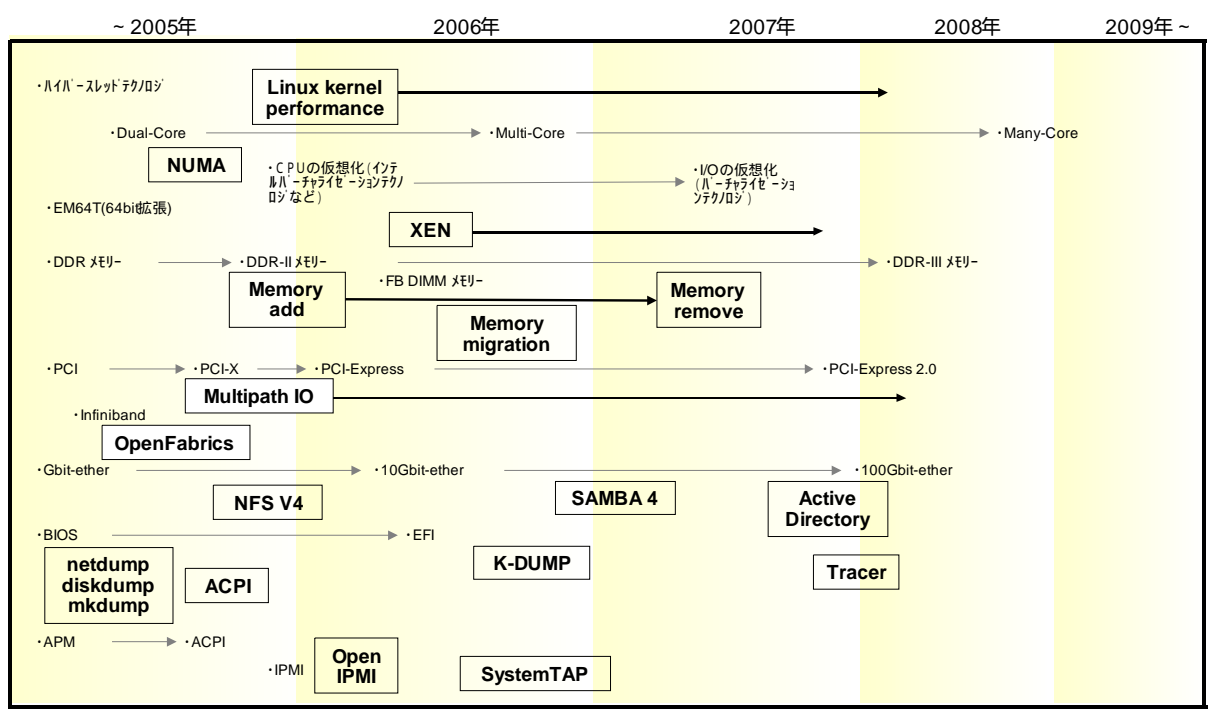 ~ 2005年
2006年
2007年
2008年
2009年 ~
・ハイパースレッドテクノロジ
Linux kernel
performance
・Dual-Core
・Multi-Core
・Many-Core
NUMA
・CPUの仮想化(インテ
ルバーチャライゼーションテクノ
ロジなど)
・I/Oの仮想化
(バーチャライゼーショ
ンテクノロジ)
・EM64T(64bit拡張)
XEN
・DDR メモリー
・DDR-II メモリー
・DDR-III メモリー
・FB DIMM メモリー
Memory
add
Memory
remove
Memory
migration
・PCI
・PCI-X
・PCI-Express
・PCI-Express 2.0
Multipath IO
・Infiniband
OpenFabrics
・Gbit-ether
・10Gbit-ether
・100Gbit-ether
NFS V4
SAMBA 4
Active
Directory
・BIOS
・EFI
netdump
diskdump
mkdump
ACPI
K-DUMP
Tracer
・APM
・ACPI
・IPMI
Open
IPMI
SystemTAP